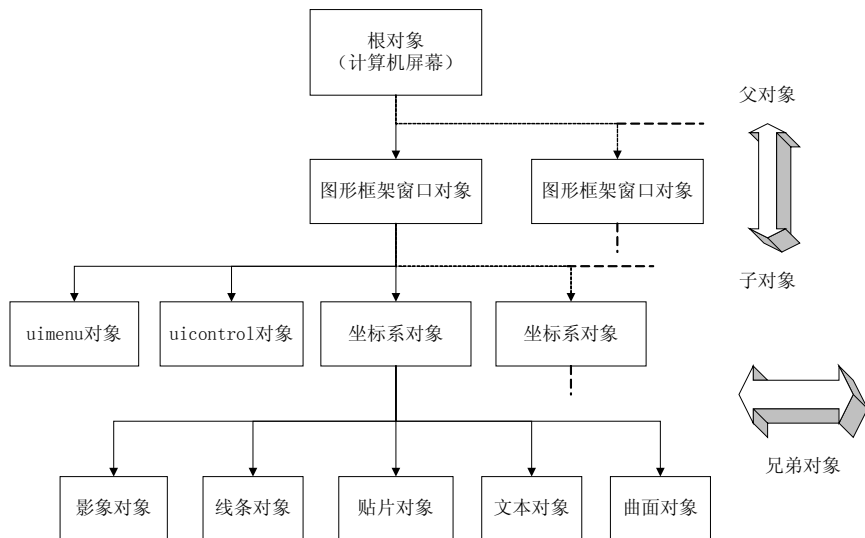 根对象
（计算机屏幕）
父对象
图形框架窗口对象
图形框架窗口对象
子对象
uimenu对象
uicontrol对象
坐标系对象
坐标系对象
兄弟对象
影象对象
线条对象
贴片对象
文本对象
曲面对象